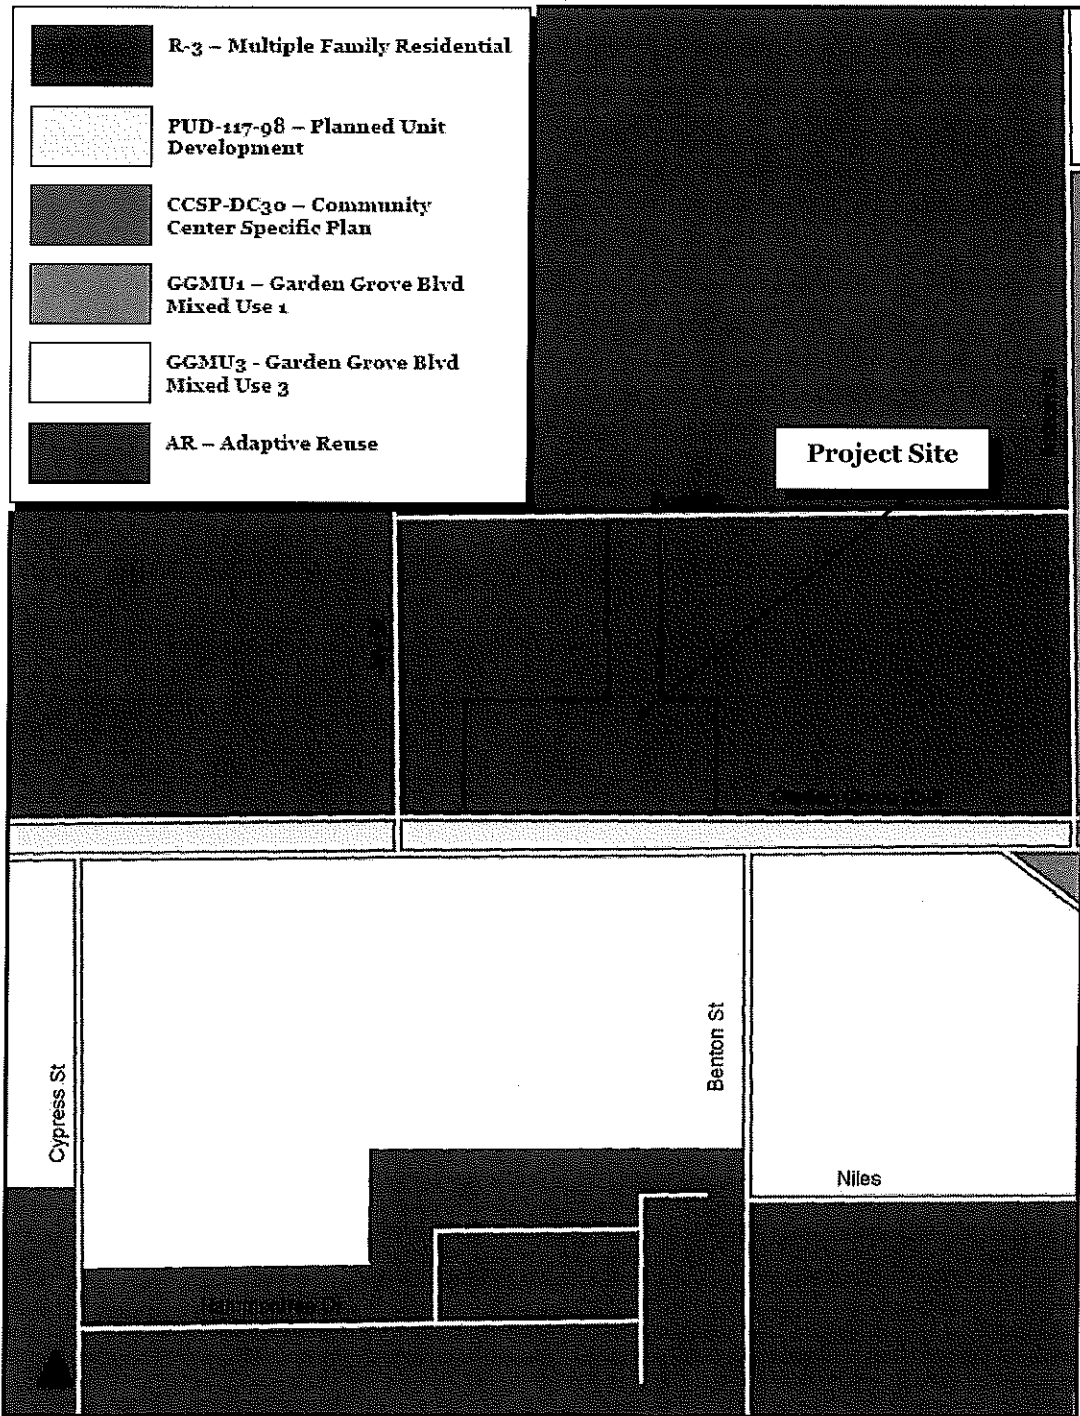 R-3 – Multiple Family Residential
PUD-117-98 – Planned Unit
Development
CCSP-DC30 – Community
Center Specific Plan
GGMU1 – Garden Grove Blvd
Mixed Use 1
GGMU3 - Garden Grove Blvd
Mixed Use 3
AR – Adaptive Reuse
Project Site
Cypress St
Benton St
Niles